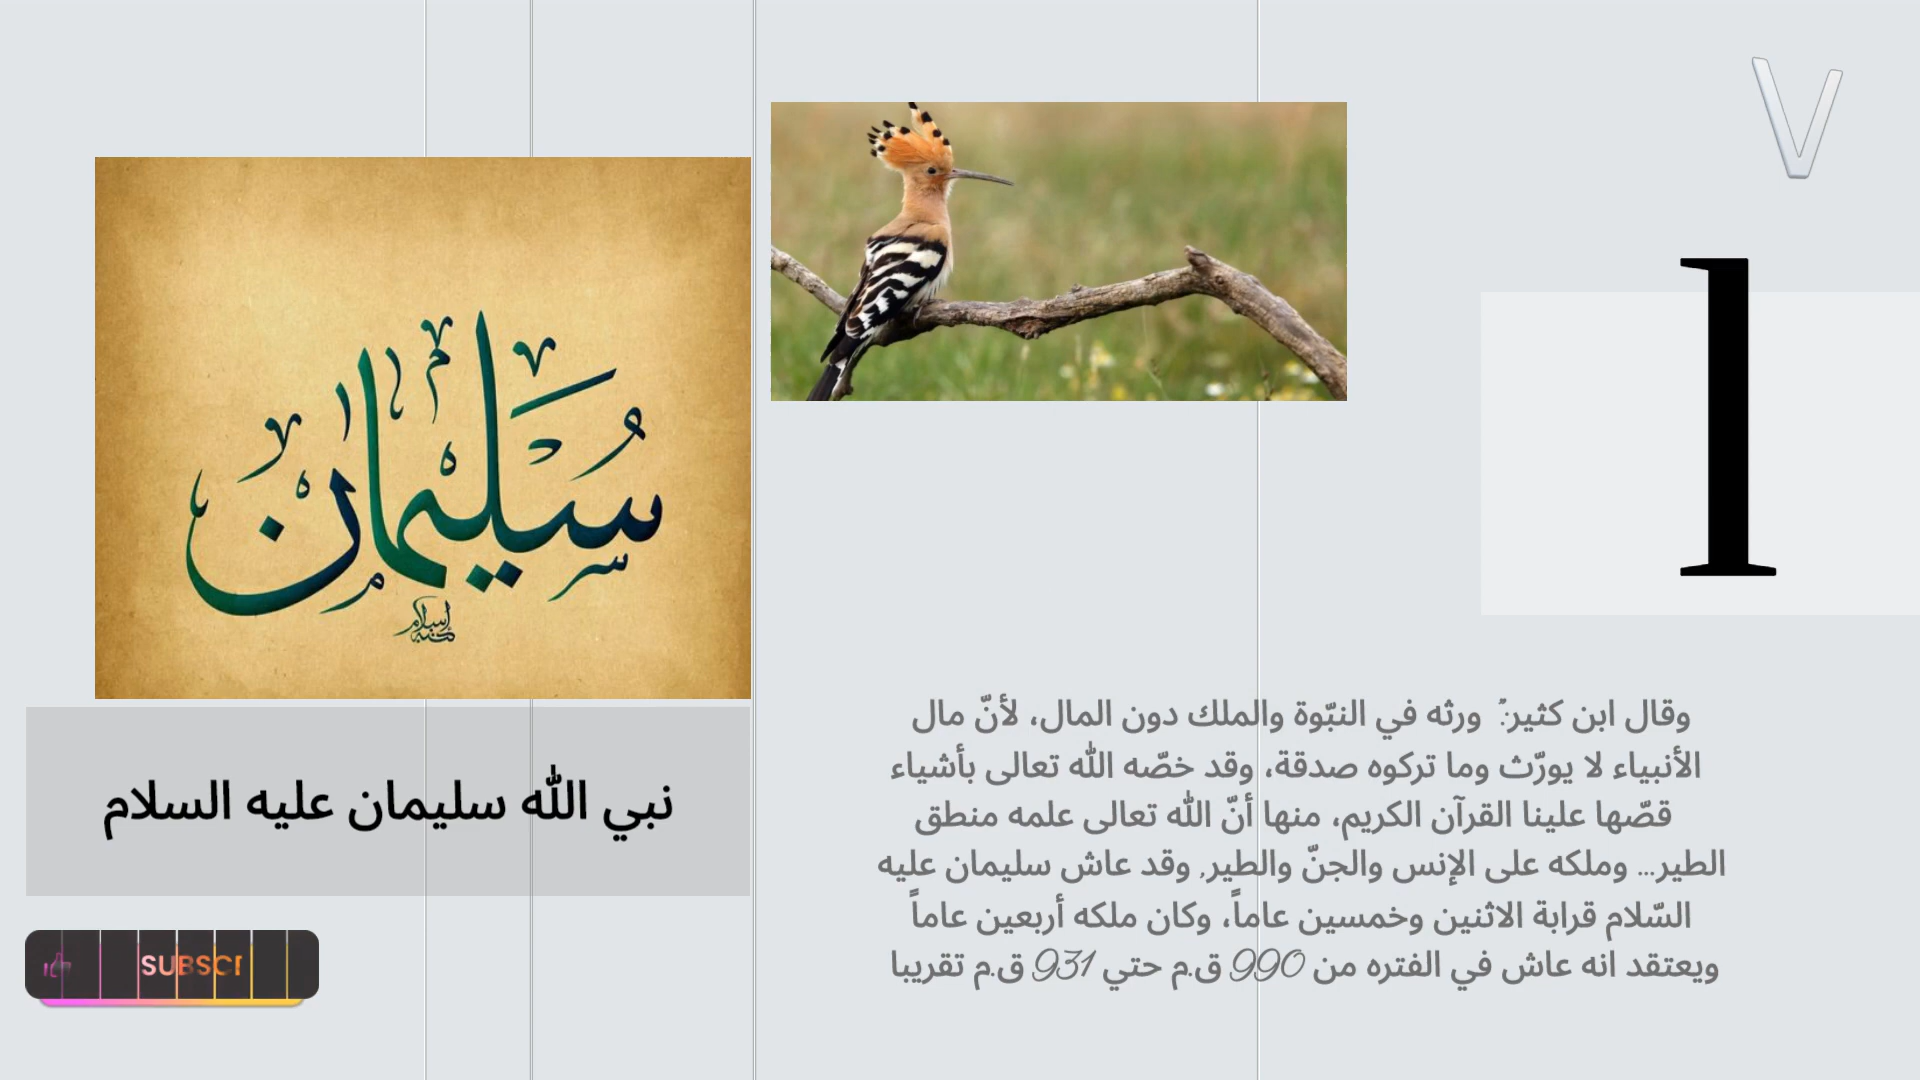 V
1
سُلَيْمَان
نبي الله سليمان عليه السلام
وقال ابن كثير:ّ ورثه في النبّوة والملك دون المال، لأنّ مال
الأنبياء لا يورّث وما تركوه صدقة، وقد خصّه الله تعالى بأشياء
قصّها علينا القرآن الكريم، منها أنّ الله تعالى علمه منطق
الطير... وملكه على الإنس والجنّ والطير, وقد عاش سليمان عليه
السّلام قرابة الاثنين وخمسين عاماً، وكان ملكه أربعين عاماً
ويعتقد انه عاش في الفتره من 990 ق.م حتي 931 ق.م تقريبا
SUBSCR